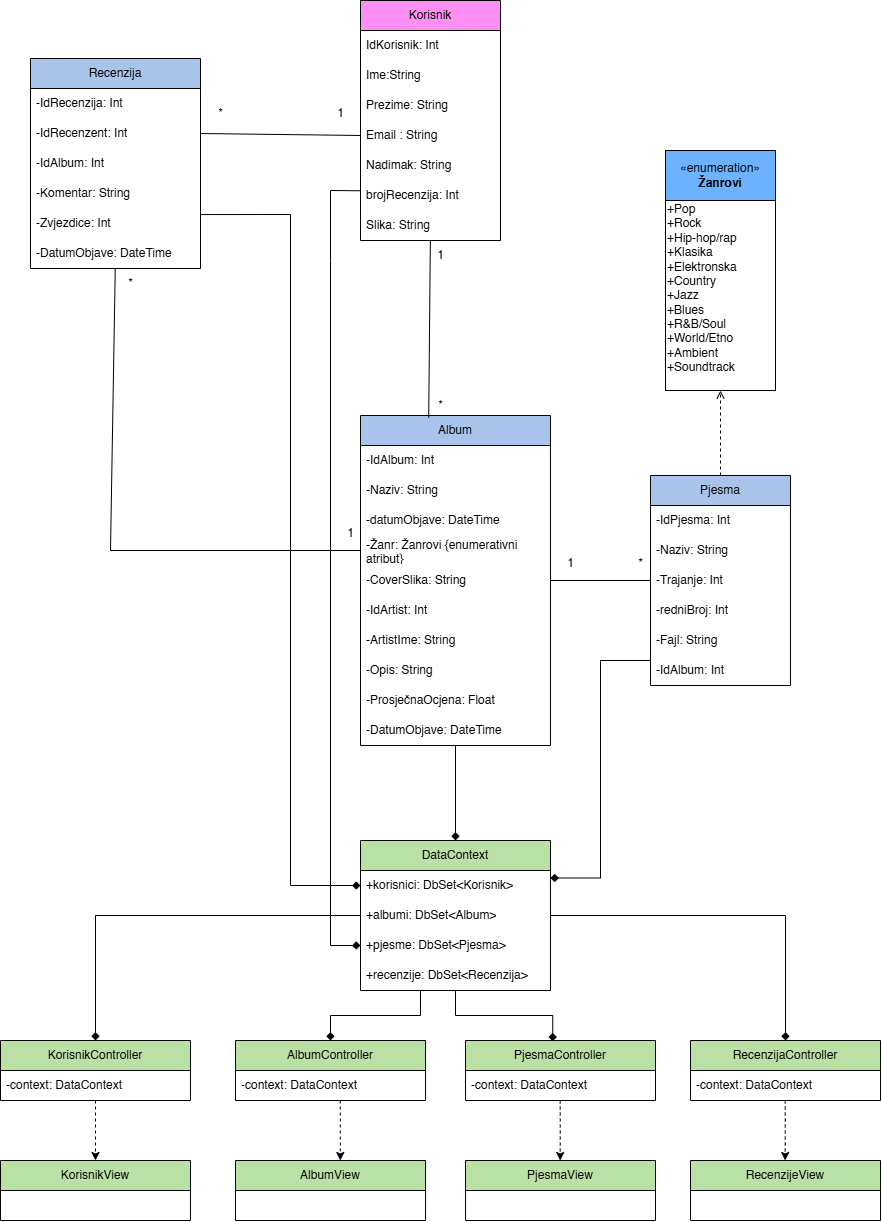 Korisnik
IdKorisnik: Int
Ime:String
Prezime: String
Email : String
Nadimak: String
brojRecenzija: Int
Slika: String
Recenzija
-IdRecenzija: Int
-IdRecenzent: Int
-IdAlbum: Int
-Komentar: String
-Zvjezdice: Int
-DatumObjave: DateTime
*
1
*
1
*
1
«enumeration»
Žanrovi
+Pop
+Rock
+Hip-hop/rap
+Klasika
+Elektronska
+Country
+Jazz
+Blues
+R&B/Soul
+World/Etno
+Ambient
+Soundtrack
Album
-IdAlbum: Int
-Naziv: String
-datumObjave: DateTime
-Žanr: Žanrovi {enumerativni
atribut}
-CoverSlika: String
-IdArtist: Int
-ArtistIme: String
-Opis: String
-ProsječnaOcjena: Float
-DatumObjave: DateTime
1
*
Pjesma
-IdPjesma: Int
-Naziv: String
-Trajanje: Int
-redniBroj: Int
-Fajl: String
-IdAlbum: Int
DataContext
+korisnici: DbSet<Korisnik>
+albumi: DbSet<Album>
+pjesme: DbSet<Pjesma>
+recenzije: DbSet<Recenzija>
KorisnikController
-context: DataContext
AlbumController
-context: DataContext
PjesmaController
-context: DataContext
RecenzijaController
-context: DataContext
KorisnikView
AlbumView
PjesmaView
RecenzijeView